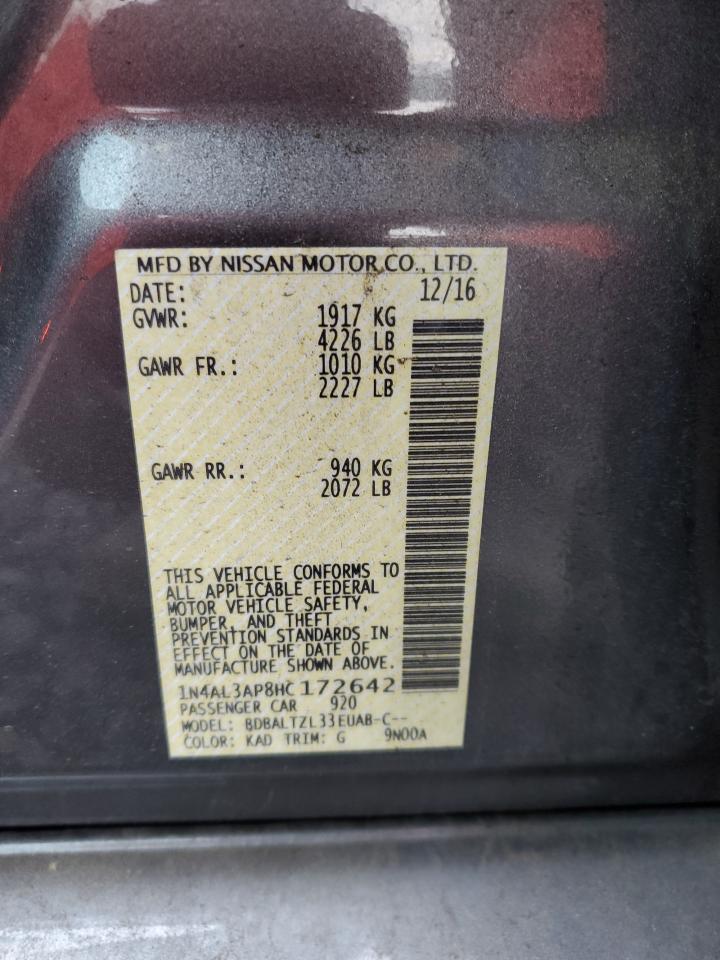 MFD BY NISSAN MOTOR CO., LTD.
DATE: 12/16
GVWR: 1917 KG
4226 LB
GAWR FR.: 1010 KG
2227 LB
GAWR RR.: 940 KG
2072 LB
THIS VEHICLE CONFORMS TO
ALL APPLICABLE FEDERAL
MOTOR VEHICLE SAFETY,
BUMPER, AND THEFT
PREVENTION STANDARDS IN
EFFECT ON THE DATE OF
MANUFACTURE SHOWN ABOVE.
1N4AL3AP8HC172642
PASSENGER CAR 920
MODEL: BDBALTZL33EUAB-C--
COLOR: KAD TRIM: G 9N00A